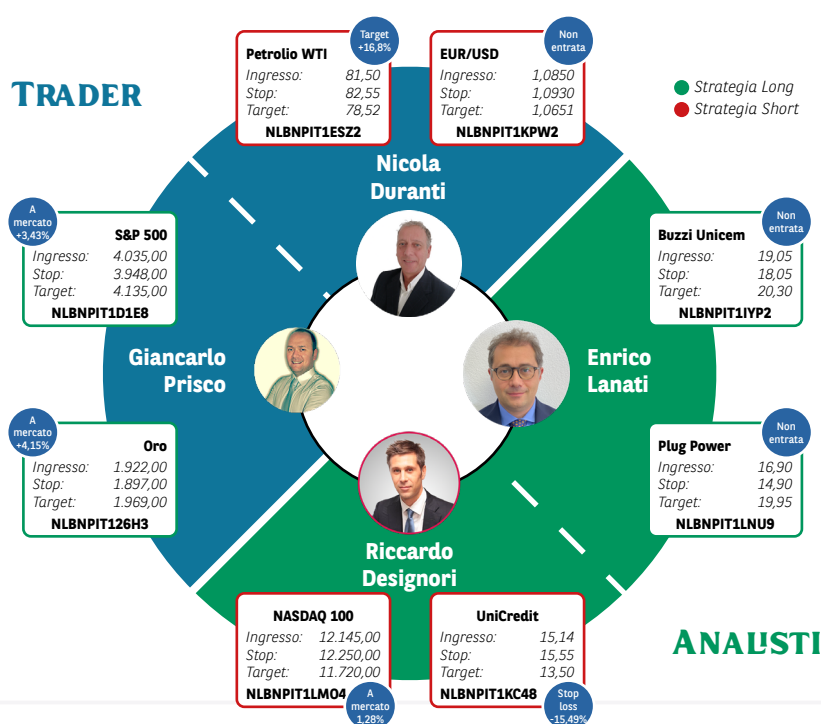 TRADER
Target
+16,8%
Petrolio WTI
Ingresso: 81,50
Stop: 82,55
Target: 78,52
NLBNPIT1ESZ2
Non
entrata
EUR/USD
Ingresso: 1,0850
Stop: 1,0930
Target: 1,0651
NLBNPIT1KPW2
Strategia Long
Strategia Short
Nicola
Duranti
A
mercato
+3,43%
S&P 500
Ingresso: 4.035,00
Stop: 3.948,00
Target: 4.135,00
NLBNPIT1D1E8
Non
entrata
Buzzi Unicem
Ingresso: 19,05
Stop: 18,05
Target: 20,30
NLBNPIT1IYP2
Giancarlo
Prisco
Enrico
Lanati
A
mercato
+4,15%
Oro
Ingresso: 1.922,00
Stop: 1.897,00
Target: 1.969,00
NLBNPIT126H3
Non
entrata
Plug Power
Ingresso: 16,90
Stop: 14,90
Target: 19,95
NLBNPIT1LNU9
Riccardo
Designori
NASDAQ 100
Ingresso: 12.145,00
Stop: 12.250,00
Target: 11.720,00
NLBNPIT1LMO4
A
mercato
1,28%
UniCredit
Ingresso: 15,14
Stop: 15,55
Target: 13,50
NLBNPIT1KC48
Stop
loss
-15,49%
ANALISTI